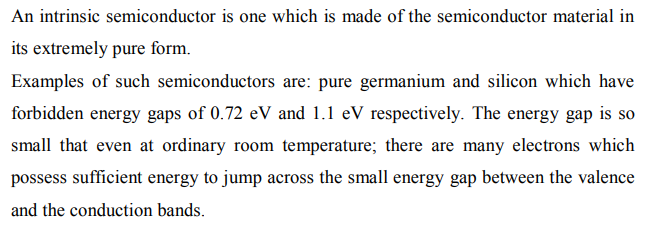 An intrinsic semiconductor is one which is made of the semiconductor material in
its extremely pure form.
Examples of such semiconductors are: pure germanium and silicon which have
forbidden energy gaps of 0.72 eV and 1.1 eV respectively. The energy gap is so
small that even at ordinary room temperature; there are many electrons which
possess sufficient energy to jump across the small energy gap between the valence
and the conduction bands.